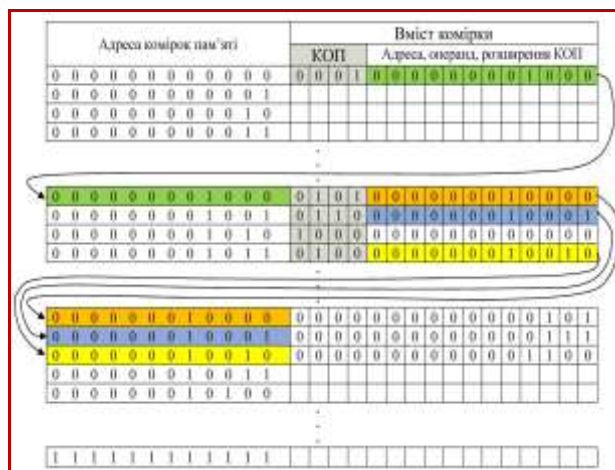 Адреса комірок пам’яті
Вміст комірки
КОП
Адреса, операнд, розширення КОП
0 0 0 0 0 0 0 0 0 0 0 0 0 0 0 1 0 0 0 0 0 0 0 0 1 0 0 0
0 0 0 0 0 0 0 0 0 0 0 1
0 0 0 0 0 0 0 0 0 0 1 0
0 0 0 0 0 0 0 0 0 0 1 1
0 0 0 0 0 0 0 0 1 0 0 0 0 1 0 1 0 0 0 0 0 0 0 1 0 0 0 0
0 0 0 0 0 0 0 0 1 0 0 1 0 1 1 0 0 0 0 0 0 0 0 1 0 0 0 1
0 0 0 0 0 0 0 0 1 0 1 0 1 0 0 0 0 0 0 0 0 0 0 0 0 0 0 0
0 0 0 0 0 0 0 0 1 0 1 1 0 1 0 0 0 0 0 0 0 0 0 1 0 0 1 0
0 0 0 0 0 0 0 1 0 0 0 0 0 0 0 0 0 0 0 0 0 0 0 0 0 1 0 1
0 0 0 0 0 0 0 1 0 0 0 1 0 0 0 0 0 0 0 0 0 0 0 0 0 1 1 1
0 0 0 0 0 0 0 1 0 0 1 0 0 0 0 0 0 0 0 0 0 0 0 0 1 1 0 0
0 0 0 0 0 0 0 1 0 0 1 1
0 0 0 0 0 0 0 1 0 1 0 0
1 1 1 1 1 1 1 1 1 1 1 1